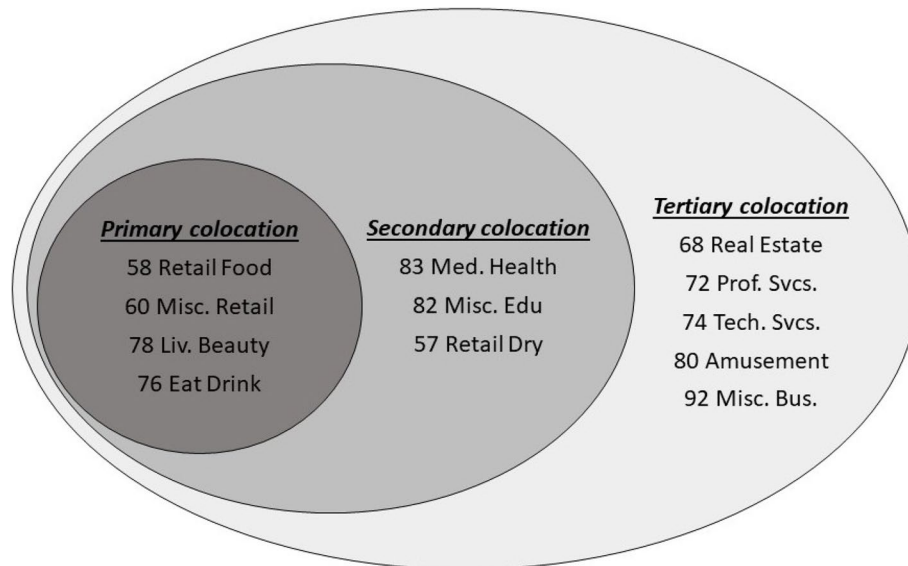 Primary colocation
58 Retail Food
60 Misc. Retail
78 Liv. Beauty
76 Eat Drink
Secondary colocation
83 Med. Health
82 Misc. Edu
57 Retail Dry
Tertiary colocation
68 Real Estate
72 Prof. Svcs.
74 Tech. Svcs.
80 Amusement
92 Misc. Bus.